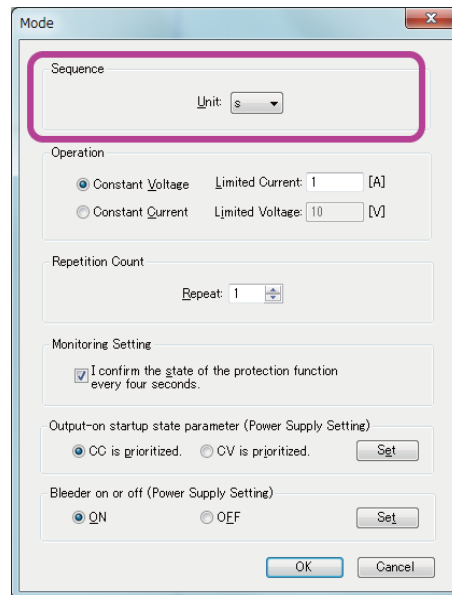 Mode
Sequence
Unit: s
Operation
Constant Voltage Limited Current: 1 [A]
Constant Current Limited Voltage: 10 [V]
Repetition Count
Repeat: 1
Monitoring Setting
I confirm the state of the protection function
every four seconds.
Output-on startup state parameter (Power Supply Setting)
CC is prioritized. CV is prioritized. Set
Bleeder on or off (Power Supply Setting)
ON OFF Set
OK Cancel